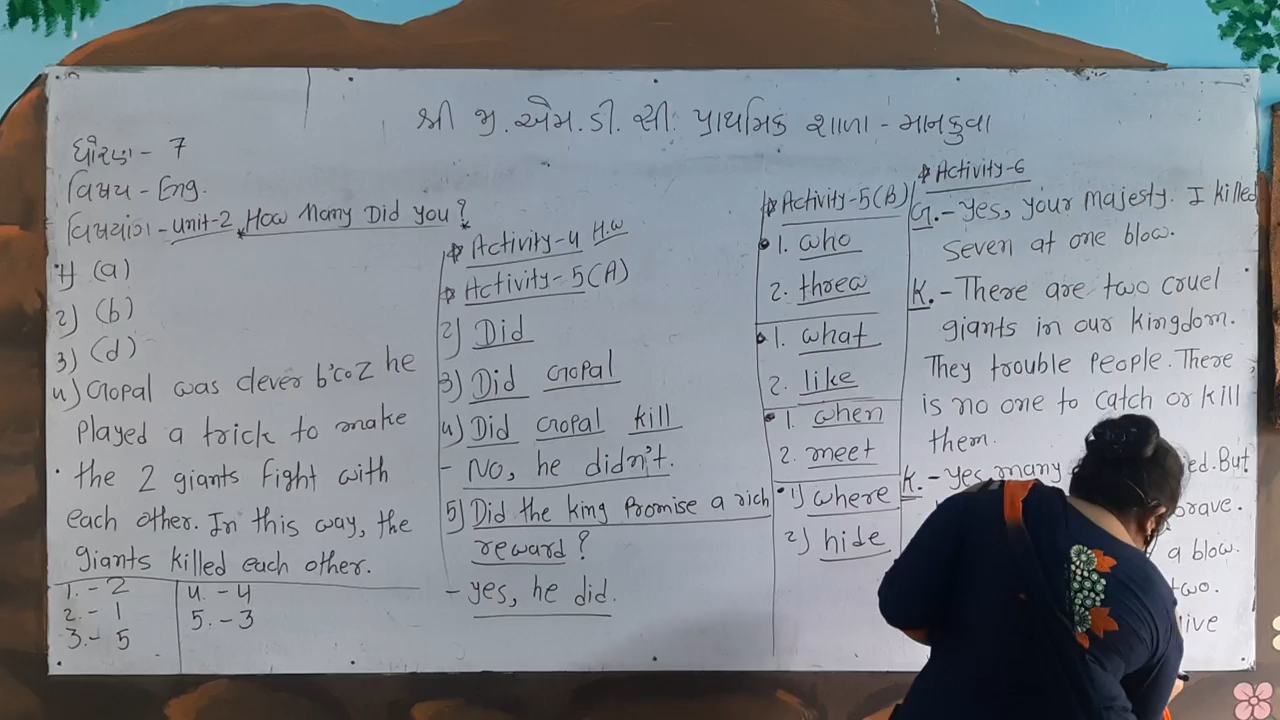 શ્રી જી. એમ. ડી. સી. પ્રાથમિક શાળા - માનકુવા
ધોરણ - 7
વિષય - Eng.
વિષયાંગ - unit-2 * How Many Did you? *
1) (a)
2) (b)
3) (d)
4) Gopal was clever b'coz he
Played a trick to make
the 2 giants Fight with
each other. In this way, the
giants killed each other.
1. - 2
2. - 1
3. - 5
4. - 4
5. - 3
* Activity-4 H.W
* Activity-5(A)
2) Did
3) Did Gopal
4) Did Gopal kill
- No, he didn't.
5) Did the king Promise a rich
reward?
- yes, he did.
* Activity-5(B)
1. who
2. threw
1. what
2. like
1. when
2. meet
1) where
2) hide
* Activity-6
G. - yes, your majesty. I killed
seven at one blow.
K. - There are two cruel
giants in our kingdom.
They trouble People. There
is no one to catch or kill
them.
K. - yes, many ed. But
brave.
a blow.
two.